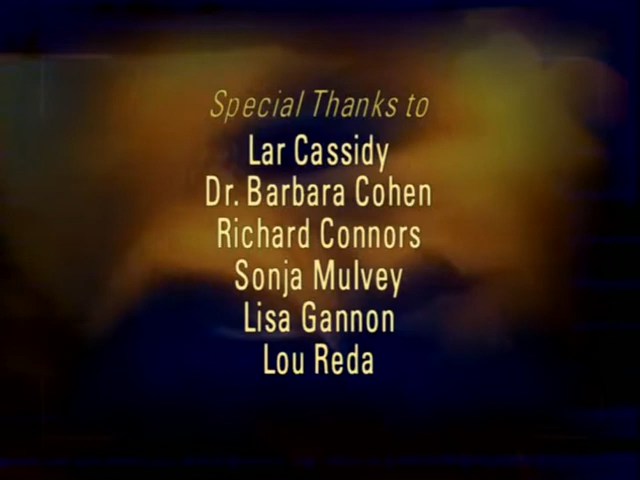 Special Thanks to
Lar Cassidy
Dr. Barbara Cohen
Richard Connors
Sonja Mulvey
Lisa Gannon
Lou Reda